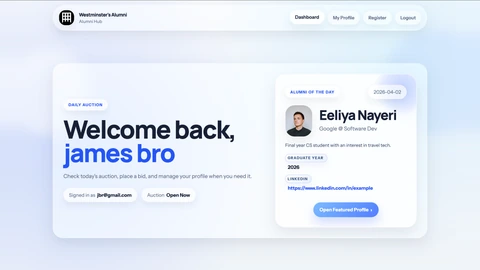 Westminster's Alumni
Alumni Hub
Dashboard
My Profile
Register
Logout
DAILY AUCTION
Welcome back,
james bro
Check today's auction, place a bid, and manage your profile when you need it.
Signed in as jbr@gmail.com
Auction Open Now
ALUMNI OF THE DAY
2026-04-02
Eeliya Nayeri
Google @ Software Dev
Final year CS student with an interest in travel tech.
GRADUATE YEAR
2026
LINKEDIN
https://www.linkedin.com/in/example
Open Featured Profile ›